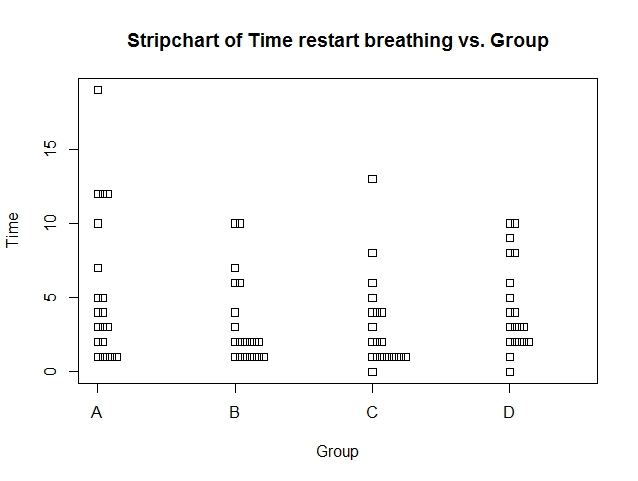 Stripchart of Time restart breathing vs. Group
Time
15
10
5
0
A B C D
Group